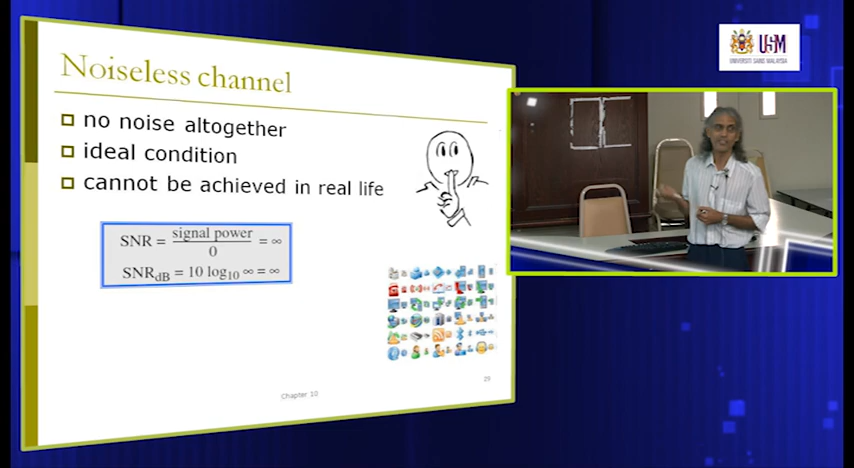 Noiseless channel
no noise altogether
ideal condition
cannot be achieved in real life
SNR = signal power / 0 = ∞
SNR_dB = 10 log₁₀ ∞ = ∞
Chapter 10
29
USM
UNIVERSITI SAINS MALAYSIA